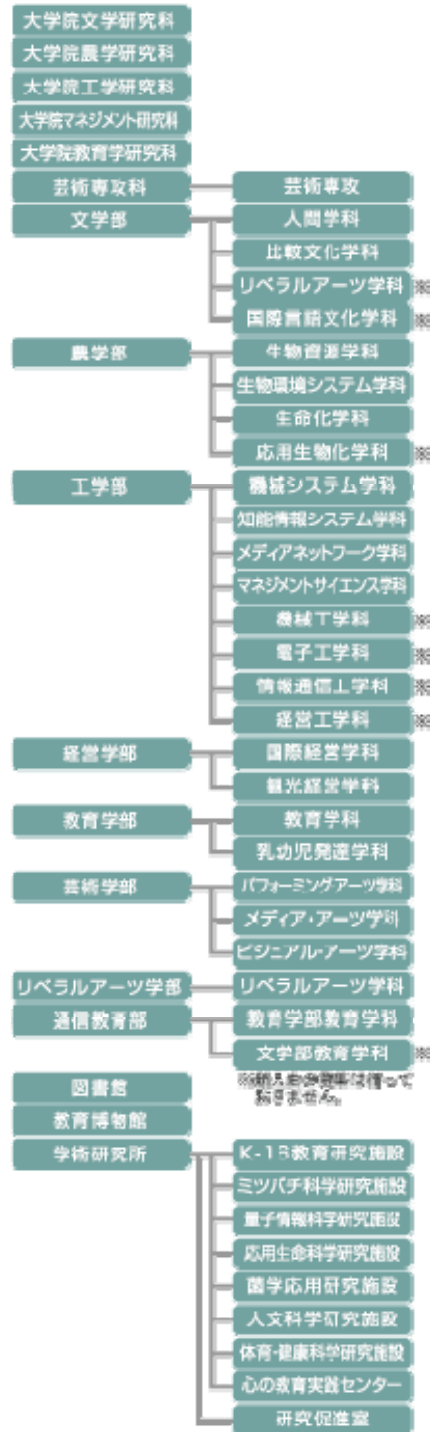 大学院文学研究科
大学院農学研究科
大学院工学研究科
大学院マネジメント研究科
大学院教育学研究科
芸術専攻科
芸術専攻
文学部
人間学科
比較文化学科
リベラルアーツ学科 ※
国際言語文化学科 ※
農学部
生物資源学科
生物環境システム学科
生命化学科
応用生物化学科 ※
工学部
機械システム学科
知能情報システム学科
メディアネットワーク学科
マネジメントサイエンス学科
機械工学科 ※
電子工学科 ※
情報通信工学科 ※
経営工学科 ※
経営学部
国際経営学科
観光経営学科
教育学部
教育学科
乳幼児発達学科
芸術学部
パフォーミングアーツ学科
メディア・アーツ学科
ビジュアル・アーツ学科
リベラルアーツ学部
リベラルアーツ学科
通信教育部
教育学部教育学科
文学部教育学科 ※
おりません。
図書館
教育博物館
学術研究所
K-16教育研究施設
ミツバチ科学研究施設
量子情報科学研究施設
応用生命科学研究施設
菌学応用研究施設
人文科学研究施設
体育・健康科学研究施設
心の教育実践センター
研究促進室